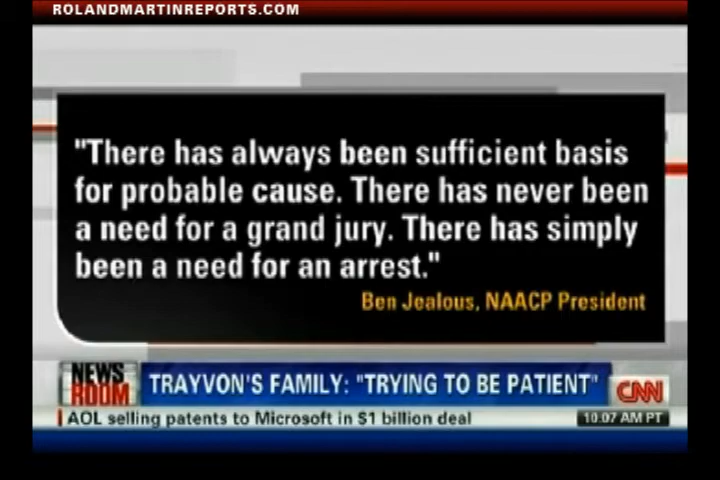 ROLANDMARTINREPORTS.COM
"There has always been sufficient basis
for probable cause. There has never been
a need for a grand jury. There has simply
been a need for an arrest."
Ben Jealous, NAACP President
NEWS
ROOM
TRAYVON'S FAMILY: "TRYING TO BE PATIENT"
CNN
AOL selling patents to Microsoft in $1 billion deal
10:07 AM PT